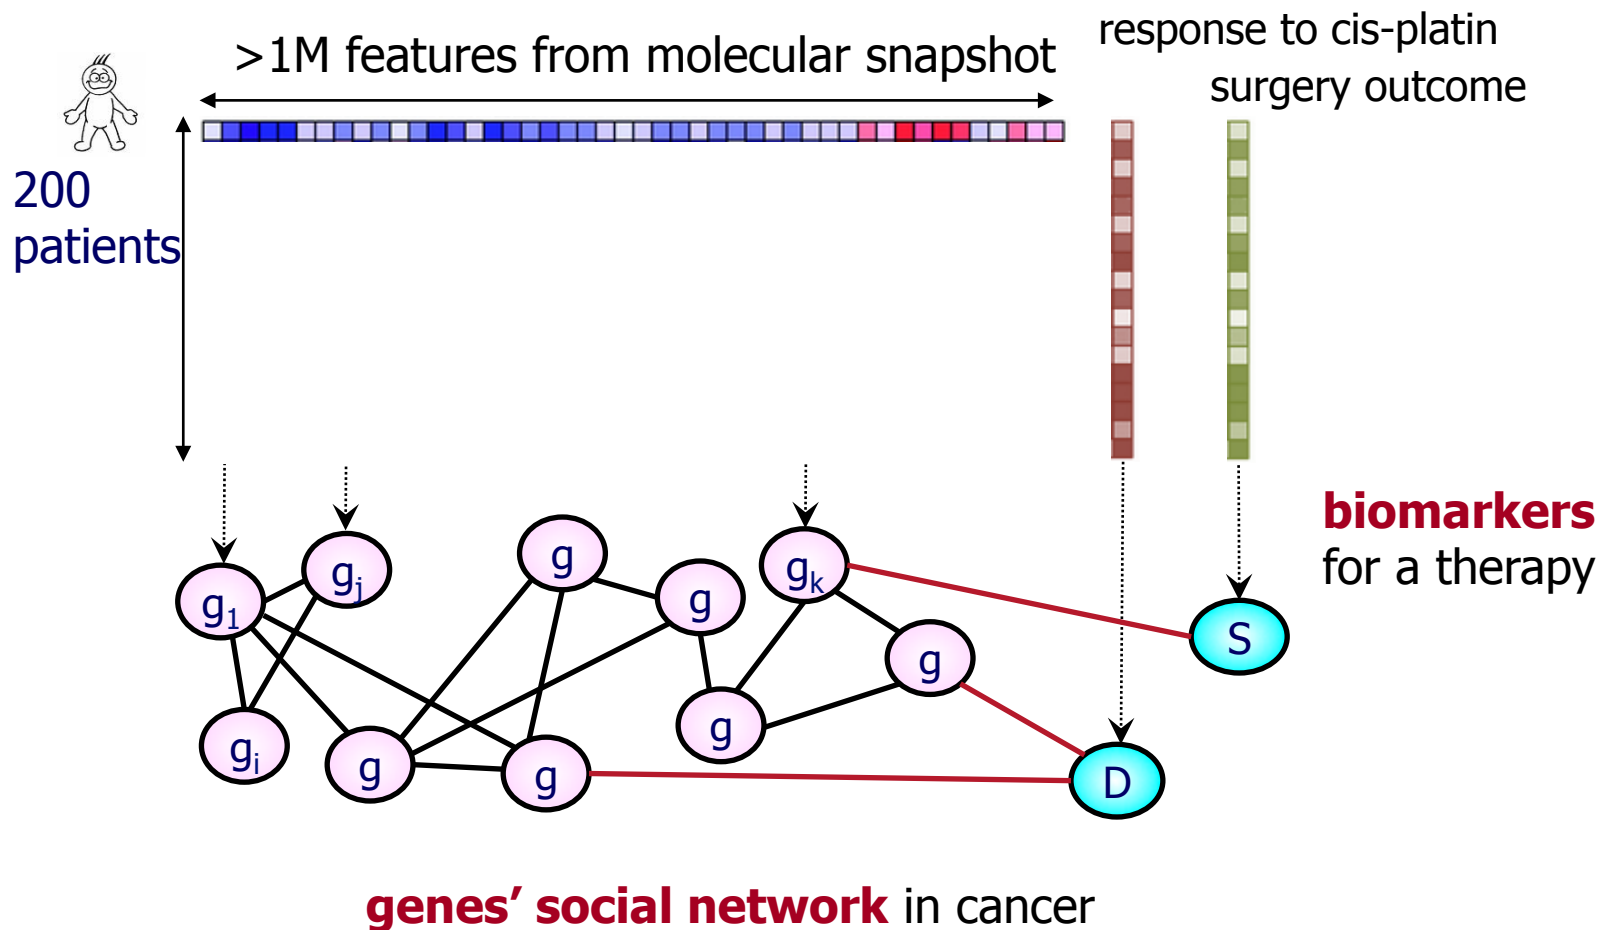 >1M features from molecular snapshot
response to cis-platin
surgery outcome
200
patients
biomarkers
for a therapy
g1
gj
g
g
gk
g
S
gi
g
g
g
D
genes’ social network in cancer